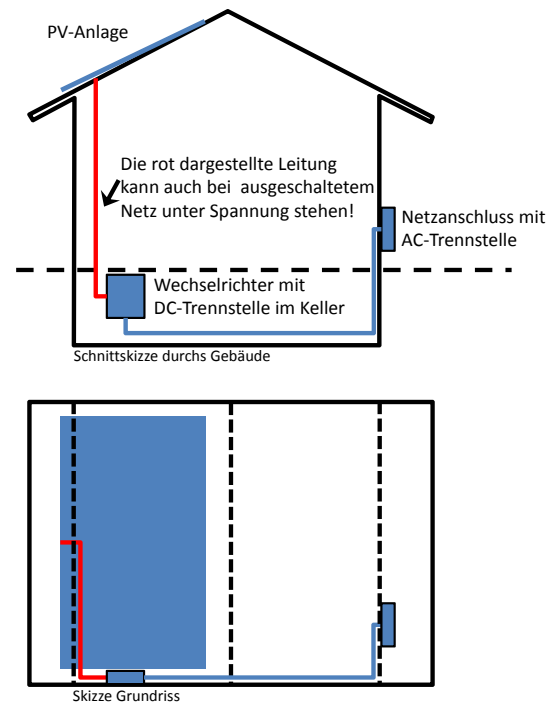 PV-Anlage
Die rot dargestellte Leitung
kann auch bei ausgeschaltetem
Netz unter Spannung stehen!
Netzanschluss mit
AC-Trennstelle
Wechselrichter mit
DC-Trennstelle im Keller
Schnittskizze durchs Gebäude
Skizze Grundriss